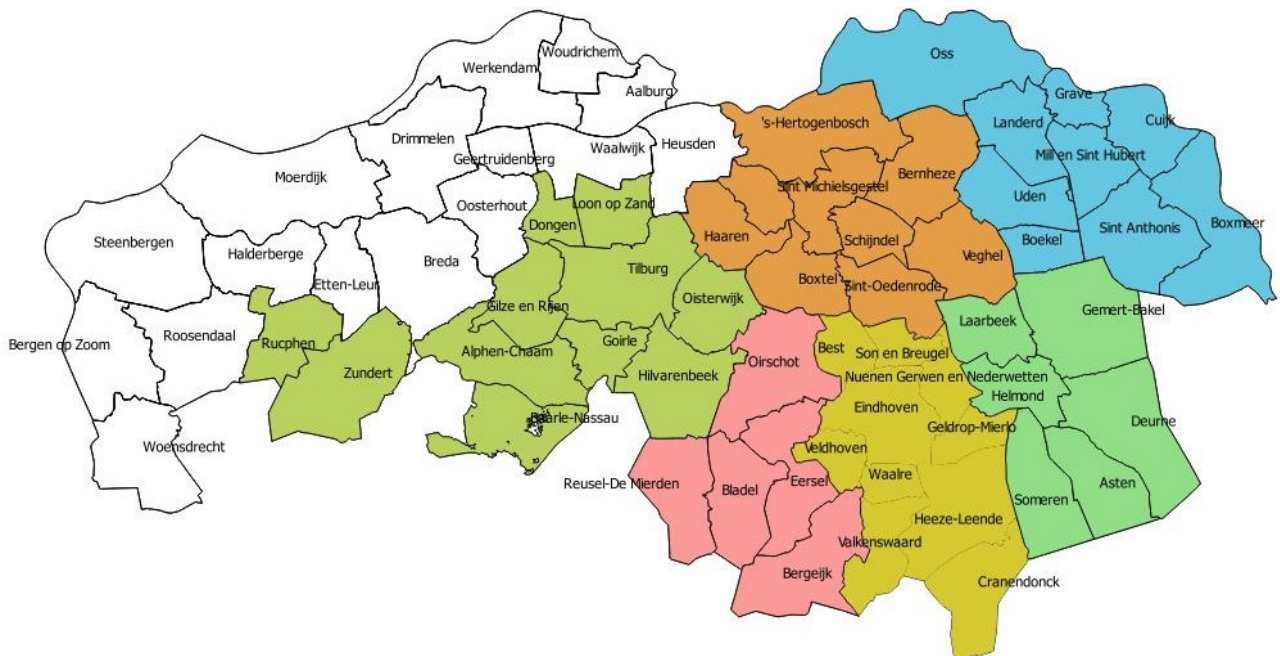 Oss
Woudrichem
Werkendam
Aalburg
Grave
's-Hertogenbosch
Landerd
Cuijk
Drimmelen
Heusden
Waalwijk
Geertruidenberg
Mill en Sint Hubert
Moerdijk
Sint Michielsgestel
Bernheze
Uden
Oosterhout
Loon op Zand
Dongen
Sint Anthonis
Boxmeer
Haaren
Schijndel
Boekel
Steenbergen
Halderberge
Breda
Veghel
Tilburg
Boxtel
Etten-Leur
Sint-Oedenrode
Oisterwijk
Gilze en Rijen
Gemert-Bakel
Laarbeek
Roosendaal
Bergen op Zoom
Rucphen
Goirle
Best
Son en Breugel
Alphen-Chaam
Oirschot
Zundert
Hilvarenbeek
Nuenen Gerwen en Nederwetten
Helmond
Eindhoven
Baarle-Nassau
Deurne
Geldrop-Mierlo
Woensdrecht
Veldhoven
Waalre
Reusel-De Mierden
Eersel
Asten
Bladel
Someren
Heeze-Leende
Valkenswaard
Bergeijk
Cranendonck